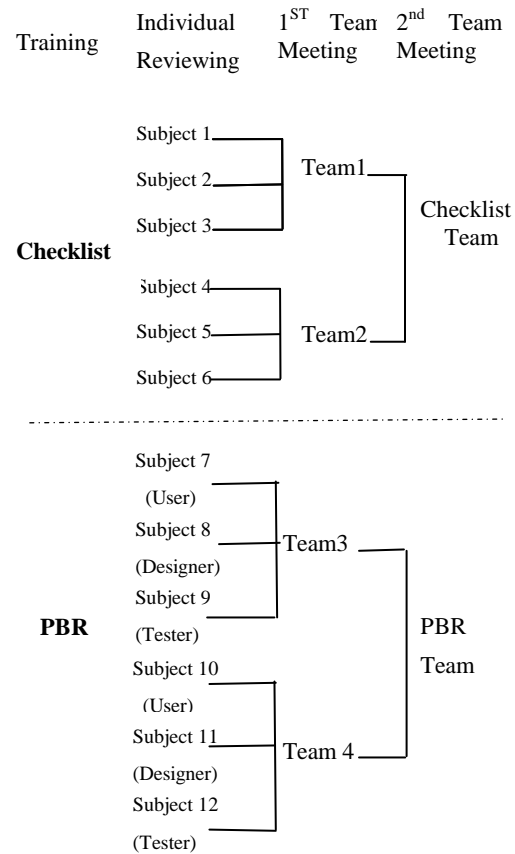 Training
Individual
Reviewing
1ST Team
Meeting
2nd Team
Meeting
Checklist
Subject 1
Subject 2
Subject 3
Team1
Subject 4
Subject 5
Subject 6
Team2
Checklist
Team
PBR
Subject 7
(User)
Subject 8
(Designer)
Subject 9
(Tester)
Team3
Subject 10
(User)
Subject 11
(Designer)
Subject 12
(Tester)
Team 4
PBR
Team